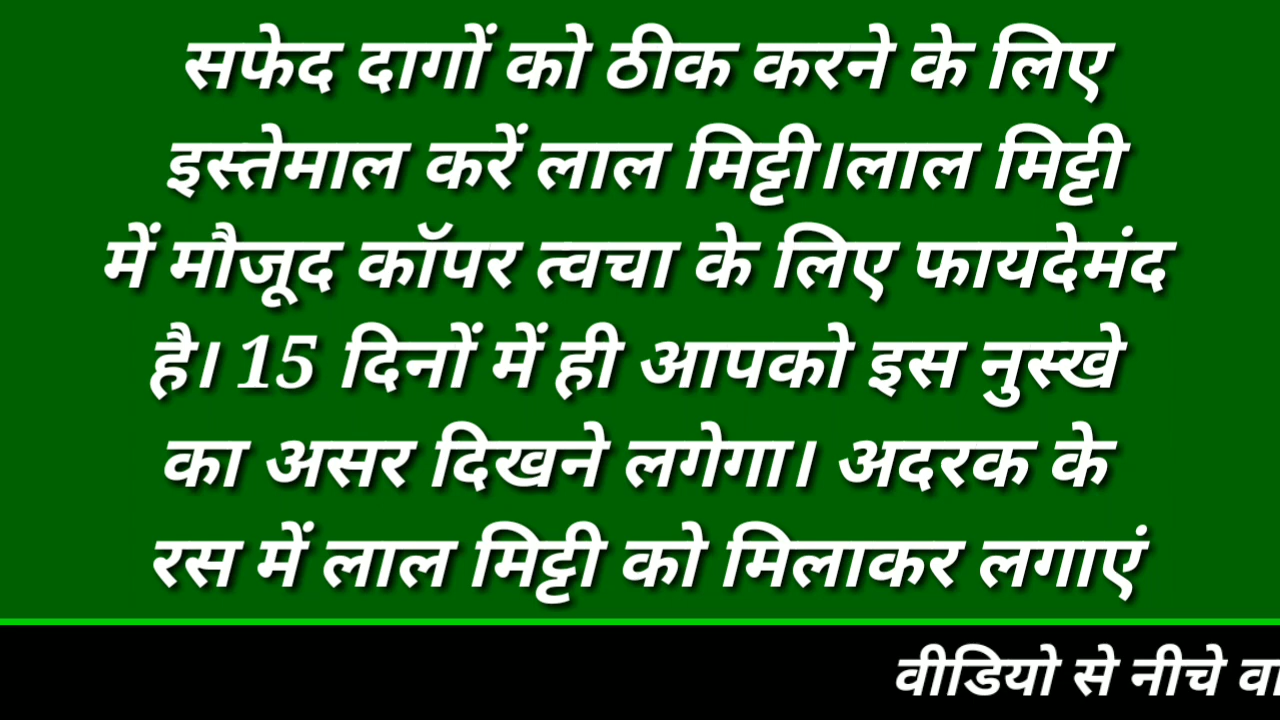 सफेद दागों को ठीक करने के लिए
इस्तेमाल करें लाल मिट्टी।लाल मिट्टी
में मौजूद कॉपर त्वचा के लिए फायदेमंद
है। 15 दिनों में ही आपको इस नुस्खे
का असर दिखने लगेगा। अदरक के
रस में लाल मिट्टी को मिलाकर लगाएं
वीडियो से नीचे